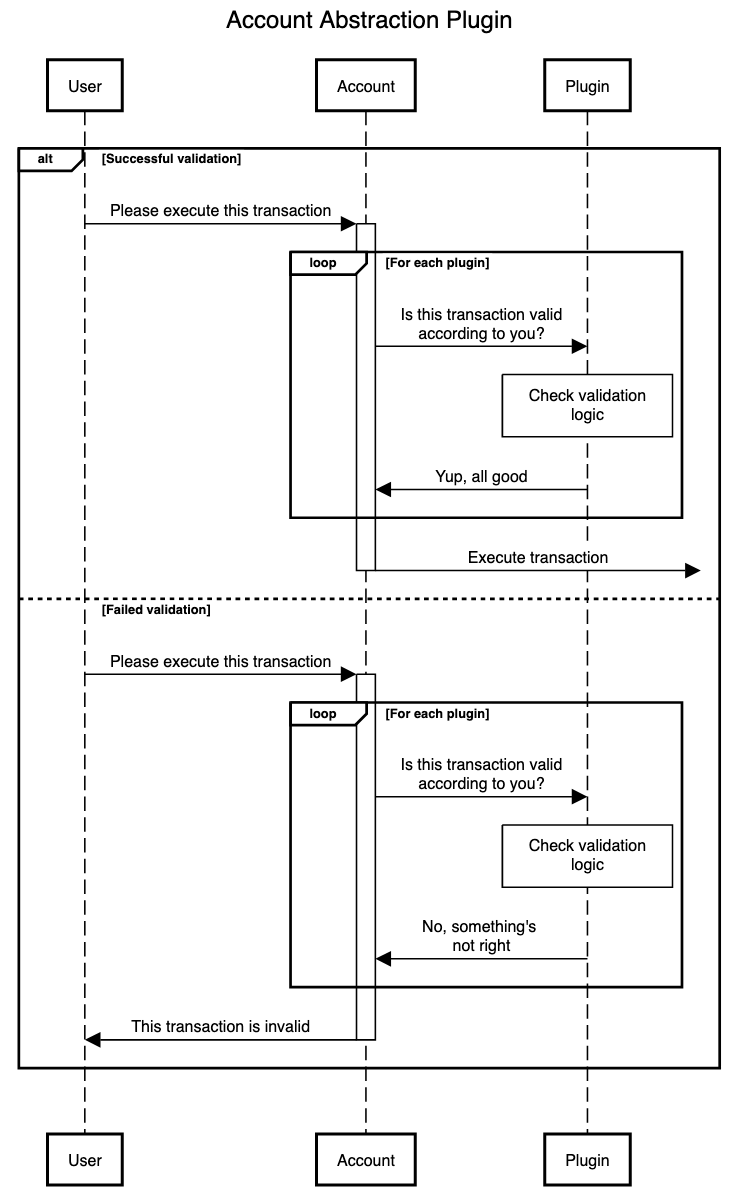 Account Abstraction Plugin
User
Account
Plugin
alt
[Successful validation]
Please execute this transaction
loop
[For each plugin]
Is this transaction valid
according to you?
Check validation
logic
Yup, all good
Execute transaction
[Failed validation]
Please execute this transaction
loop
[For each plugin]
Is this transaction valid
according to you?
Check validation
logic
No, something's
not right
This transaction is invalid
User
Account
Plugin